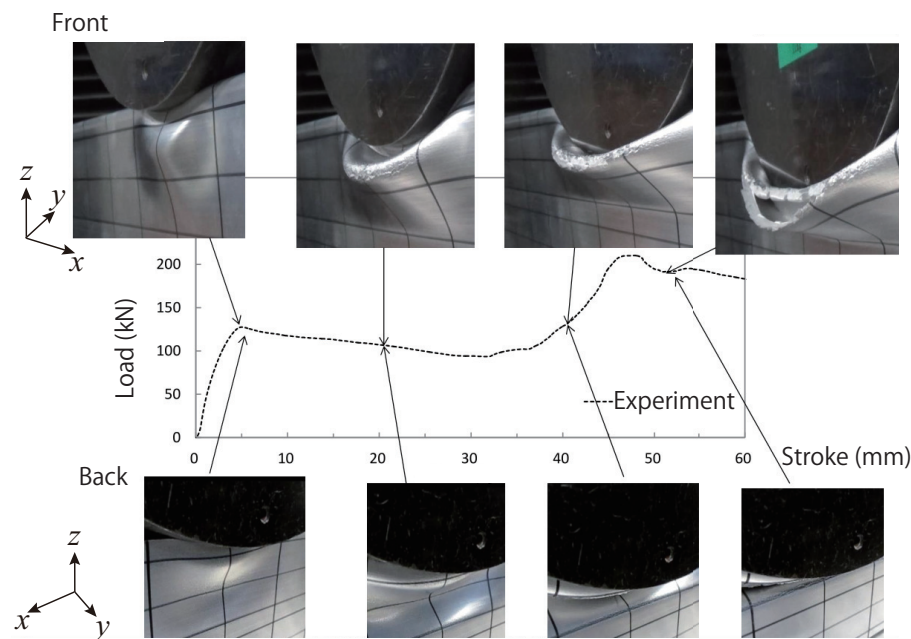 Front
z
y
x
200
150
100
50
0
Load (kN)
Experiment
0 10 20 30 40 50 60
Stroke (mm)
Back
z
x
y